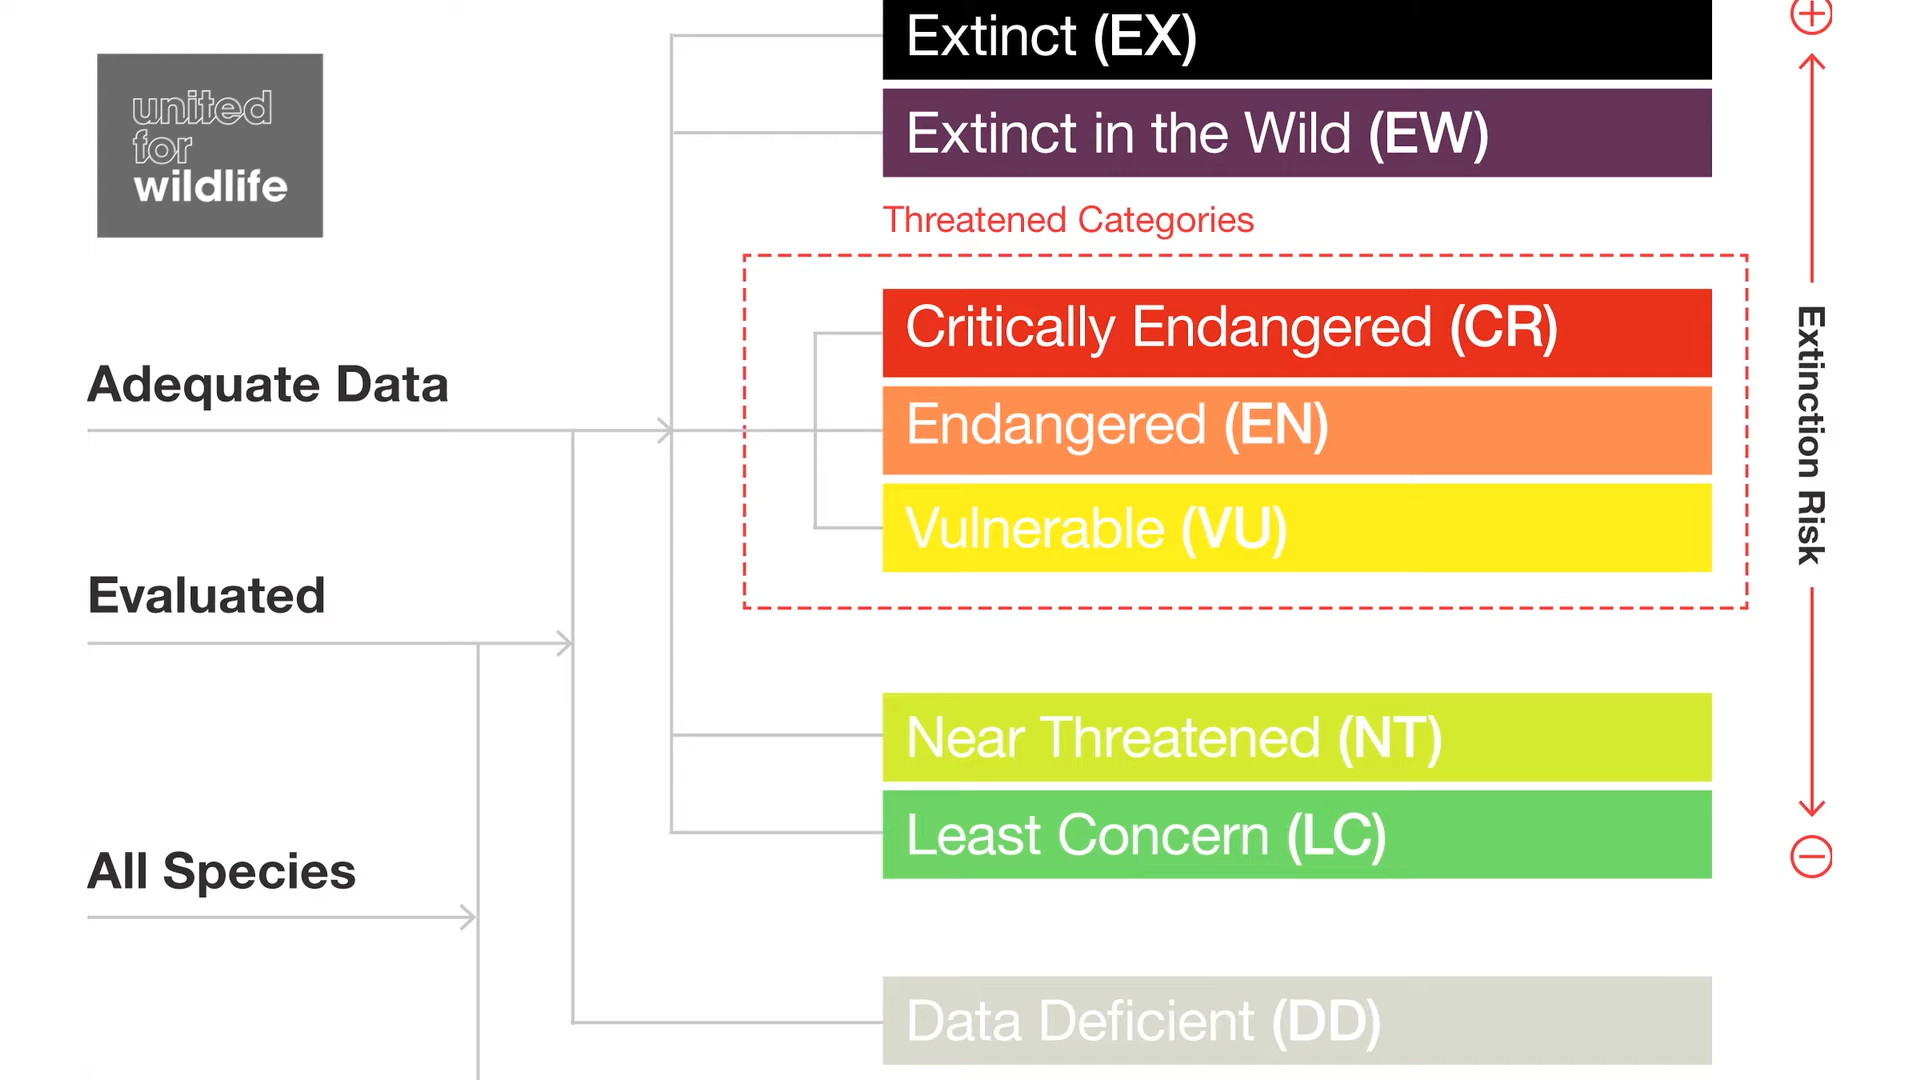 united
for
wildlife
Extinct (EX)
Extinct in the Wild (EW)
Threatened Categories
Critically Endangered (CR)
Endangered (EN)
Vulnerable (VU)
Near Threatened (NT)
Least Concern (LC)
Data Deficient (DD)
Adequate Data
Evaluated
All Species
Extinction Risk